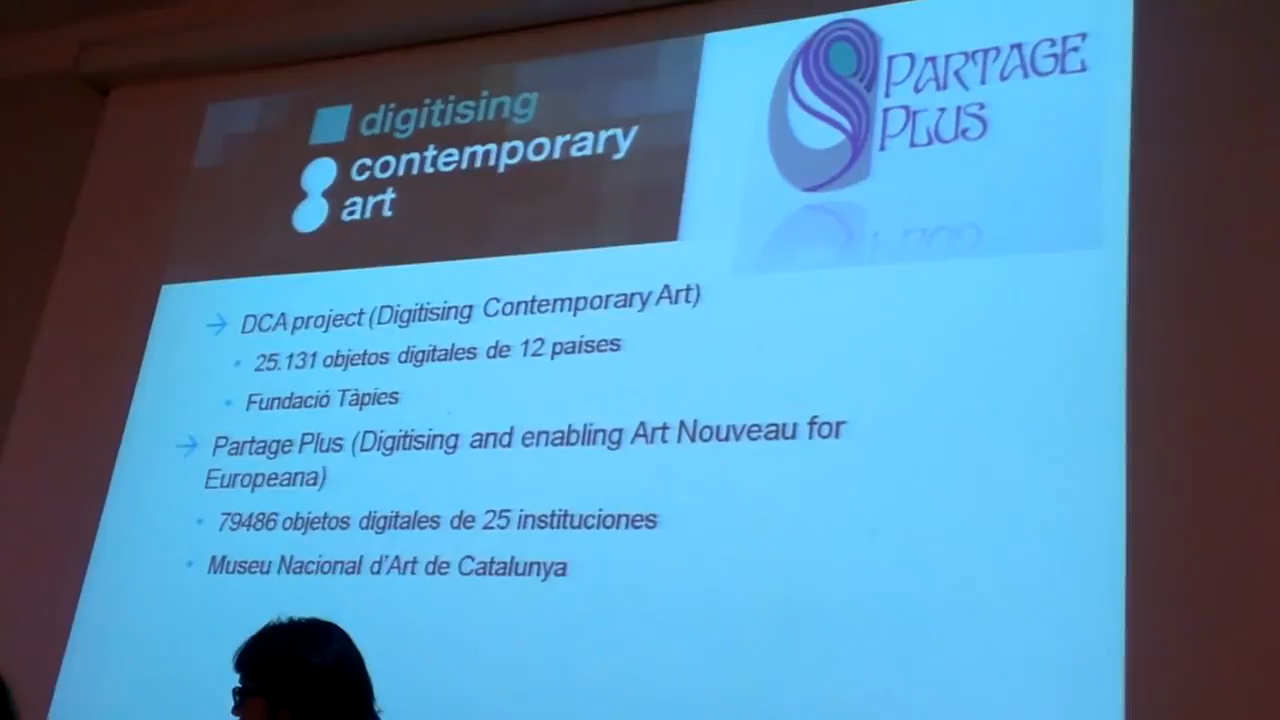 digitising
contemporary
art
PARTAGE
PLUS
DCA project (Digitising Contemporary Art)
25.131 objetos digitales de 12 países
Fundació Tàpies
Partage Plus (Digitising and enabling Art Nouveau for
Europeana)
79486 objetos digitales de 25 instituciones
Museu Nacional d'Art de Catalunya